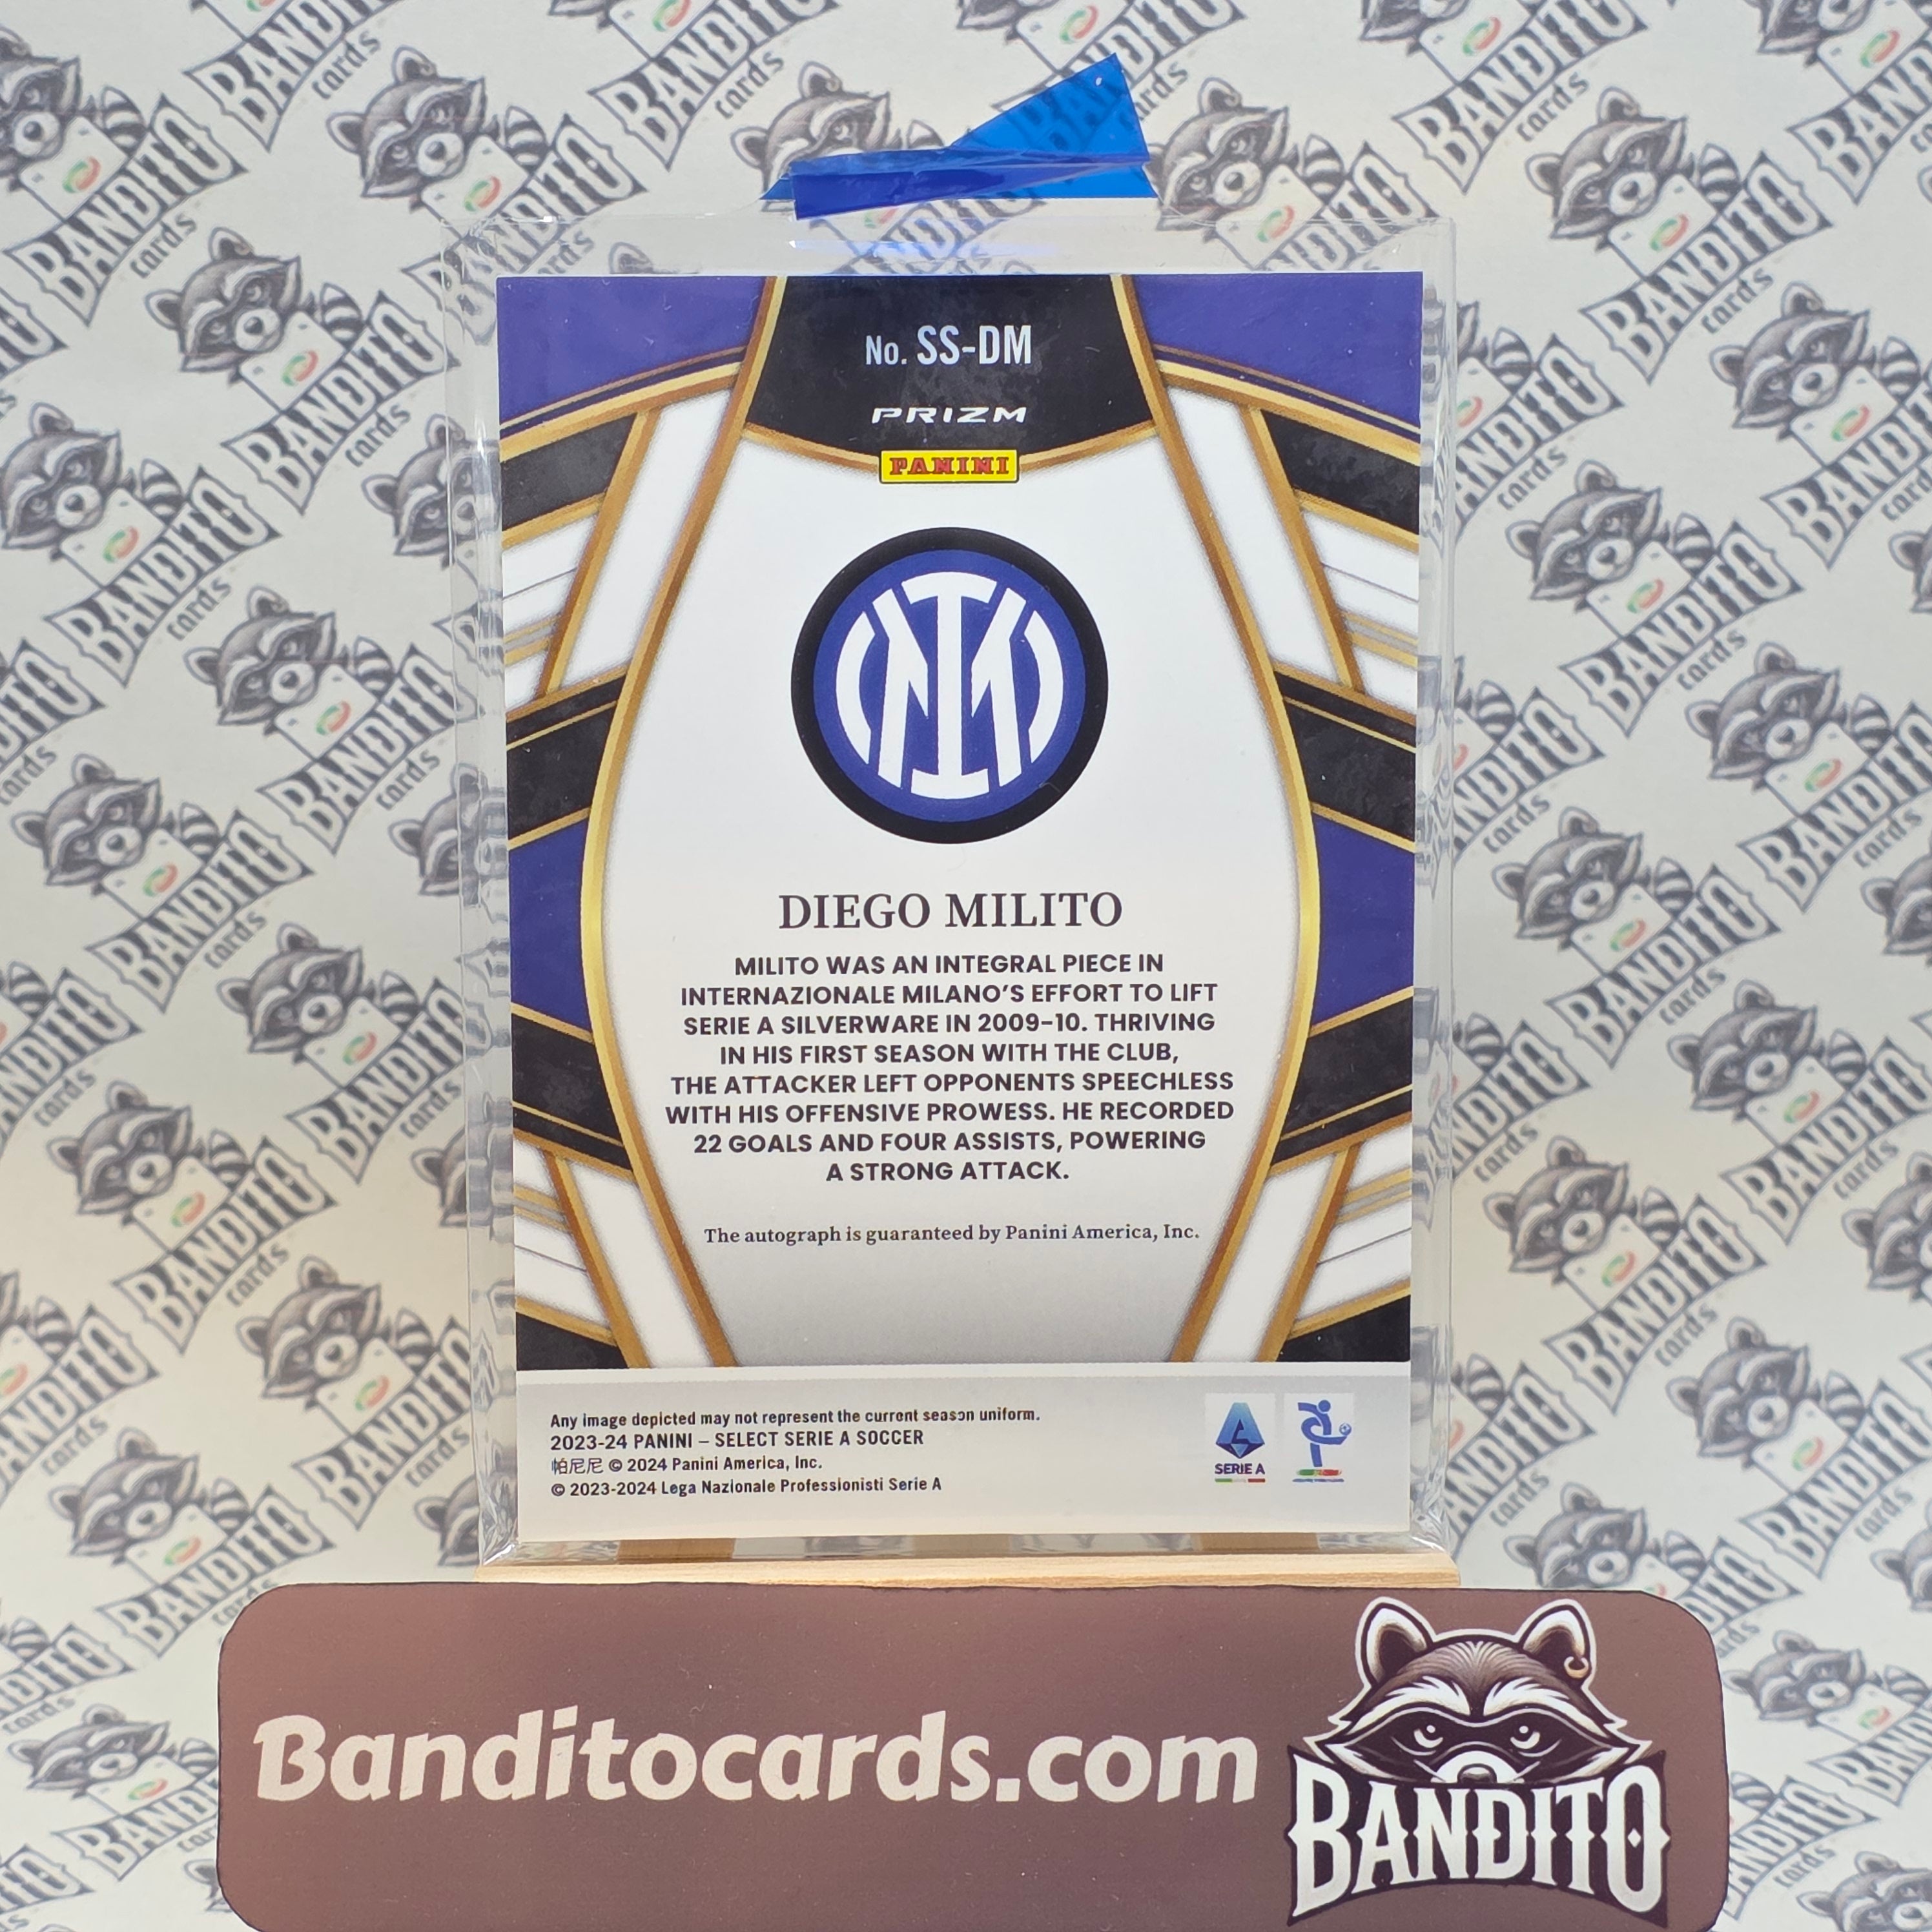 No. SS-DM
PRIZM
PANINI
DIEGO MILITO
MILITO WAS AN INTEGRAL PIECE IN
INTERNAZIONALE MILANO'S EFFORT TO LIFT
SERIE A SILVERWARE IN 2009-10. THRIVING
IN HIS FIRST SEASON WITH THE CLUB,
THE ATTACKER LEFT OPPONENTS SPEECHLESS
WITH HIS OFFENSIVE PROWESS. HE RECORDED
22 GOALS AND FOUR ASSISTS, POWERING
A STRONG ATTACK.
The autograph is guaranteed by Panini America, Inc.
Any image depicted may not represent the current season uniform.
2023-24 PANINI – SELECT SERIE A SOCCER
帕尼尼 © 2024 Panini America, Inc.
© 2023-2024 Lega Nazionale Professionisti Serie A
SERIE A
Banditocards.com
BANDITO
BANDITO
cards